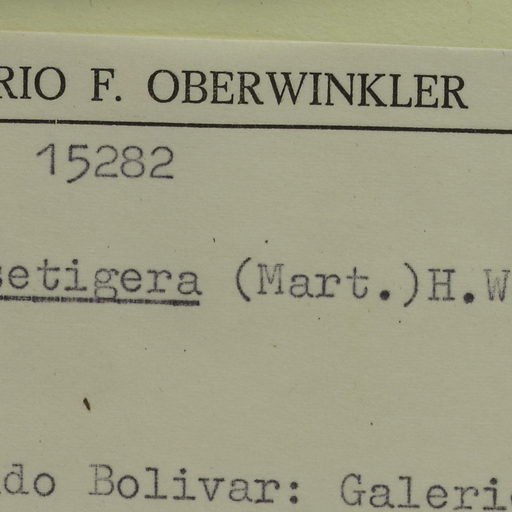 RIO F. OBERWINKLER
15282
setigera (Mart.)H.W
do Bolivar: Galeri